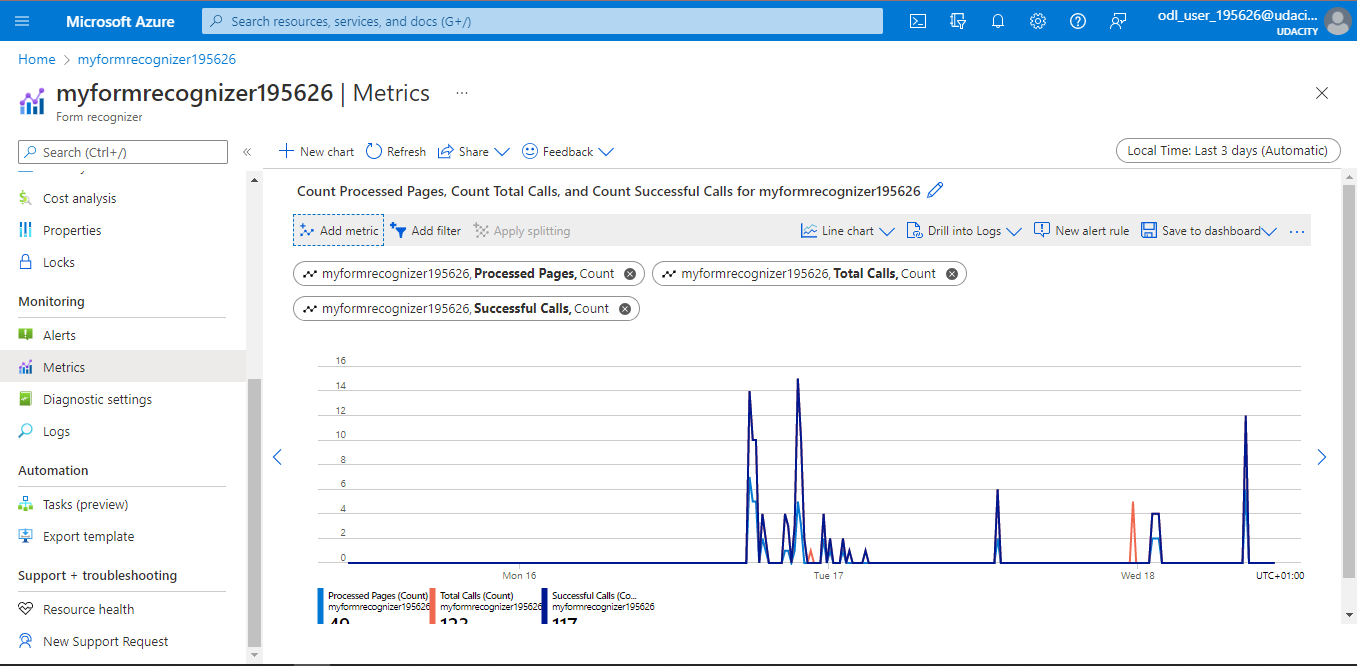 Microsoft Azure
Search resources, services, and docs (G+/)
odl_user_195626@udaci...
UDACITY
Home > myformrecognizer195626
myformrecognizer195626 | Metrics ...
Form recognizer
Search (Ctrl+/)
«
New chart
Refresh
Share
Feedback
Local Time: Last 3 days (Automatic)
Cost analysis
Properties
Locks
Monitoring
Alerts
Metrics
Diagnostic settings
Logs
Automation
Tasks (preview)
Export template
Support + troubleshooting
Resource health
New Support Request
Count Processed Pages, Count Total Calls, and Count Successful Calls for myformrecognizer195626
Add metric
Add filter
Apply splitting
Line chart
Drill into Logs
New alert rule
Save to dashboard
...
myformrecognizer195626, Processed Pages, Count
myformrecognizer195626, Total Calls, Count
myformrecognizer195626, Successful Calls, Count
16
14
12
10
8
6
4
2
0
Mon 16
Tue 17
Wed 18
UTC+01:00
Processed Pages (Count)
myformrecognizer195626
Total Calls (Count)
myformrecognizer195626
123
Successful Calls (Co...
myformrecognizer195626
117